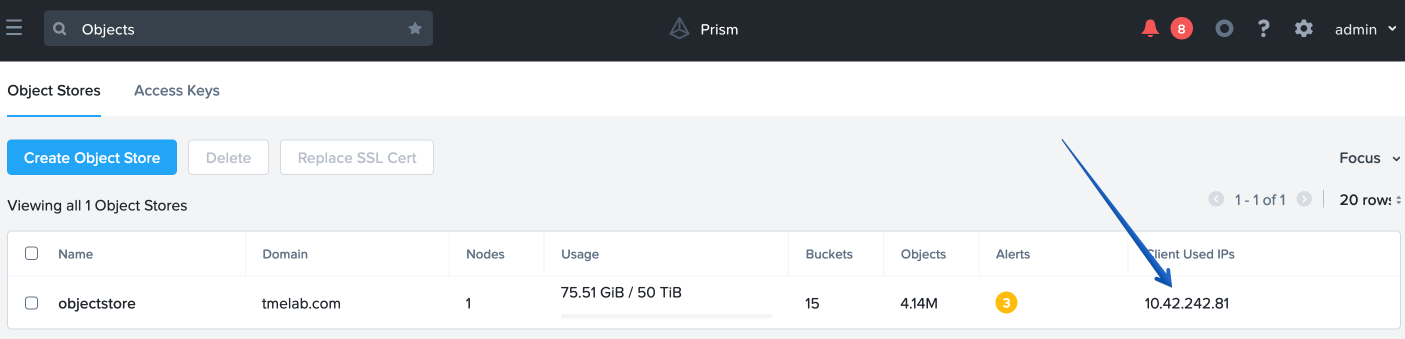 Objects
Prism
8
?
admin
Object Stores Access Keys
Create Object Store Delete Replace SSL Cert
Focus
Viewing all 1 Object Stores
1 - 1 of 1 20 rows
Name Domain Nodes Usage Buckets Objects Alerts Client Used IPs
objectstore tmelab.com 1 75.51 GiB / 50 TiB 15 4.14M 3 10.42.242.81